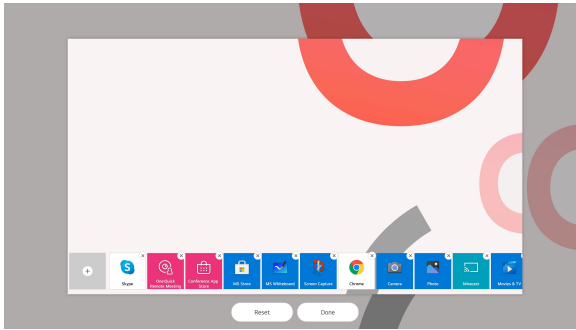 Skype
OneQuick
Remote Meeting
Conference App
Store
MS Store
MS Whiteboard
Screen Capture
Chrome
Camera
Photo
Miracast
Movies & TV
Reset
Done